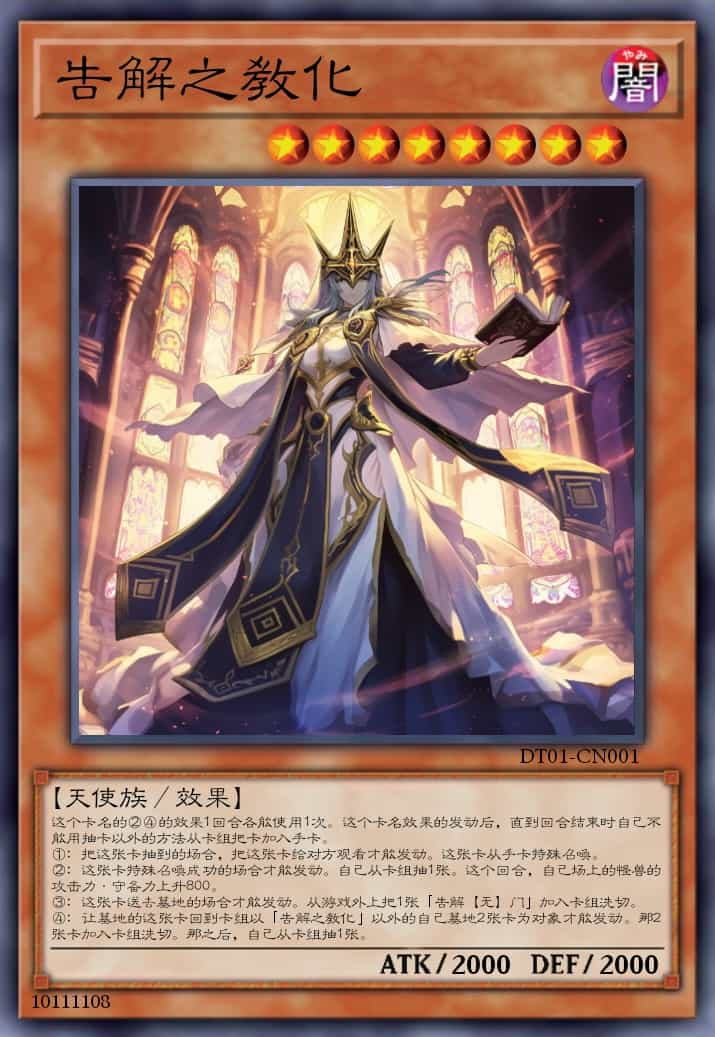 告解之教化
やみ
闇
DT01-CN001
【天使族／效果】
这个卡名的②④的效果1回合各能使用1次。这个卡名效果的发动后，直到回合结束时自己不
能用抽卡以外的方法从卡组把卡加入手卡。
①：把这张卡抽到的场合，把这张卡给对方观看才能发动。这张卡从手卡特殊召唤。
②：这张卡特殊召唤成功的场合才能发动。自己从卡组抽1张。这个回合，自己场上的怪兽的
攻击力·守备力上升800。
③：这张卡送去墓地的场合才能发动。从游戏外上把1张「告解【无】门」加入卡组洗切。
④：让墓地的这张卡回到卡组以「告解之教化」以外的自己墓地2张卡为对象才能发动。那2
张卡加入卡组洗切。那之后，自己从卡组抽1张。
ATK/2000 DEF/2000
10111108